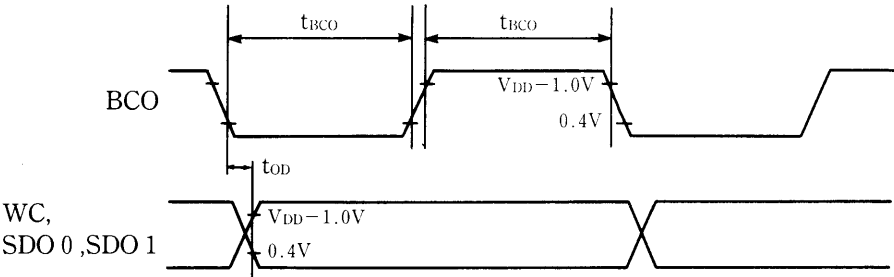 tBCO tBCO
BCO
VDD−1.0V
0.4V
tOD
WC,
SDO 0 ,SDO 1
VDD−1.0V
0.4V